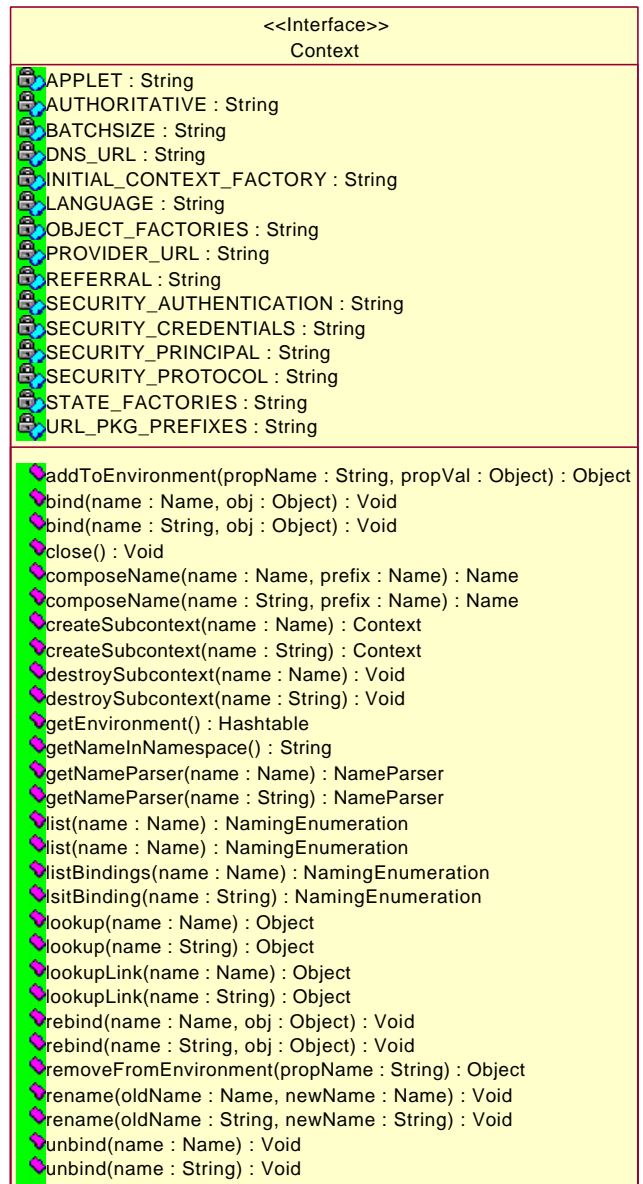 <<Interface>>
Context
APPLET : String
AUTHORITATIVE : String
BATCHSIZE : String
DNS_URL : String
INITIAL_CONTEXT_FACTORY : String
LANGUAGE : String
OBJECT_FACTORIES : String
PROVIDER_URL : String
REFERRAL : String
SECURITY_AUTHENTICATION : String
SECURITY_CREDENTIALS : String
SECURITY_PRINCIPAL : String
SECURITY_PROTOCOL : String
STATE_FACTORIES : String
URL_PKG_PREFIXES : String
addToEnvironment(propName : String, propVal : Object) : Object
bind(name : Name, obj : Object) : Void
bind(name : String, obj : Object) : Void
close() : Void
composeName(name : Name, prefix : Name) : Name
composeName(name : String, prefix : Name) : Name
createSubcontext(name : Name) : Context
createSubcontext(name : String) : Context
destroySubcontext(name : Name) : Void
destroySubcontext(name : String) : Void
getEnvironment() : Hashtable
getNameInNamespace() : String
getNameParser(name : Name) : NameParser
getNameParser(name : String) : NameParser
list(name : Name) : NamingEnumeration
list(name : Name) : NamingEnumeration
listBindings(name : Name) : NamingEnumeration
lsitBinding(name : String) : NamingEnumeration
lookup(name : Name) : Object
lookup(name : String) : Object
lookupLink(name : Name) : Object
lookupLink(name : String) : Object
rebind(name : Name, obj : Object) : Void
rebind(name : String, obj : Object) : Void
removeFromEnvironment(propName : String) : Object
rename(oldName : Name, newName : Name) : Void
rename(oldName : String, newName : String) : Void
unbind(name : Name) : Void
unbind(name : String) : Void